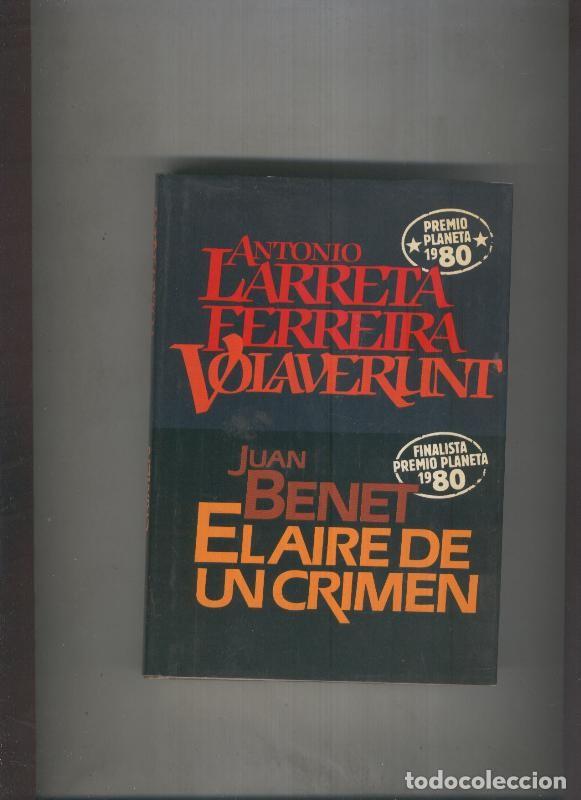 PREMIO
PLANETA
1980
ANTONIO
LARRETA
FERREIRA
VOLAVERUNT
FINALISTA
PREMIO PLANETA
1980
JUAN
BENET
EL AIRE DE
UN CRIMEN
todocoleccion